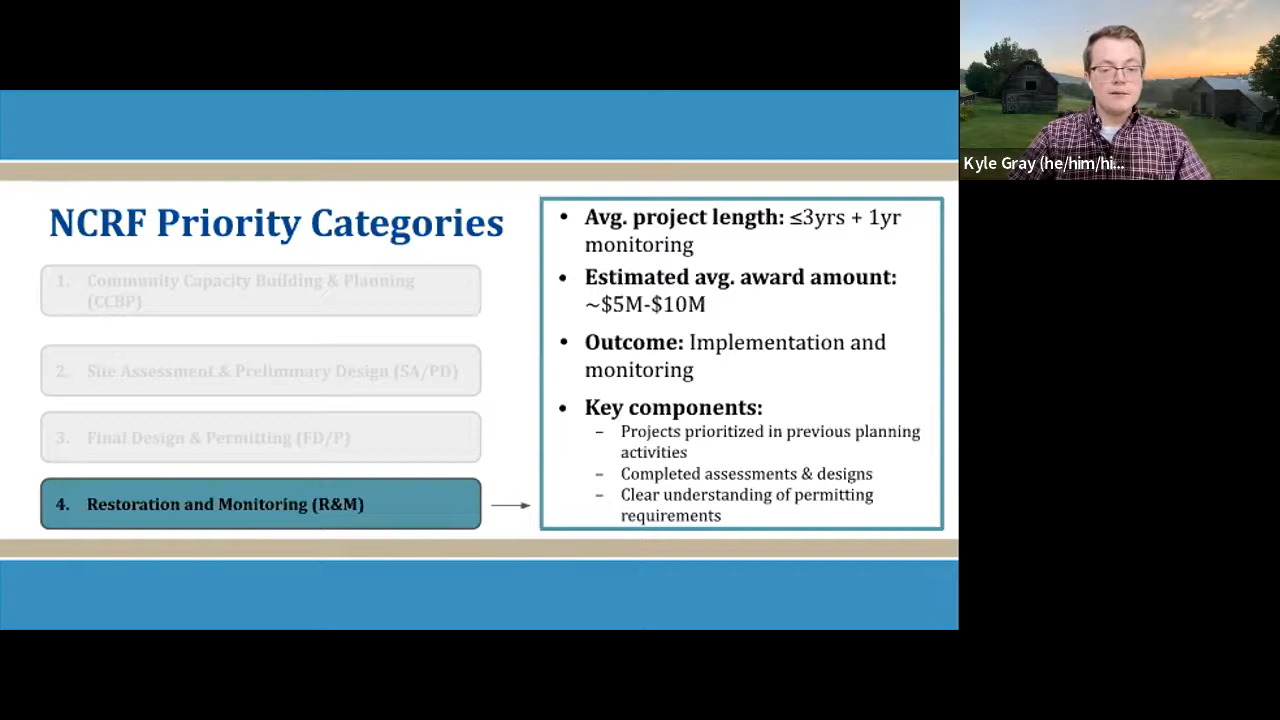 NCRF Priority Categories
1. Community Capacity Building & Planning
(CCBP)
2. Site Assessment & Preliminary Design (SA/PD)
3. Final Design & Permitting (FD/P)
4. Restoration and Monitoring (R&M)
• Avg. project length: ≤3yrs + 1yr
monitoring
• Estimated avg. award amount:
~$5M-$10M
• Outcome: Implementation and
monitoring
• Key components:
– Projects prioritized in previous planning
activities
– Completed assessments & designs
– Clear understanding of permitting
requirements
Kyle Gray (he/him/hi...